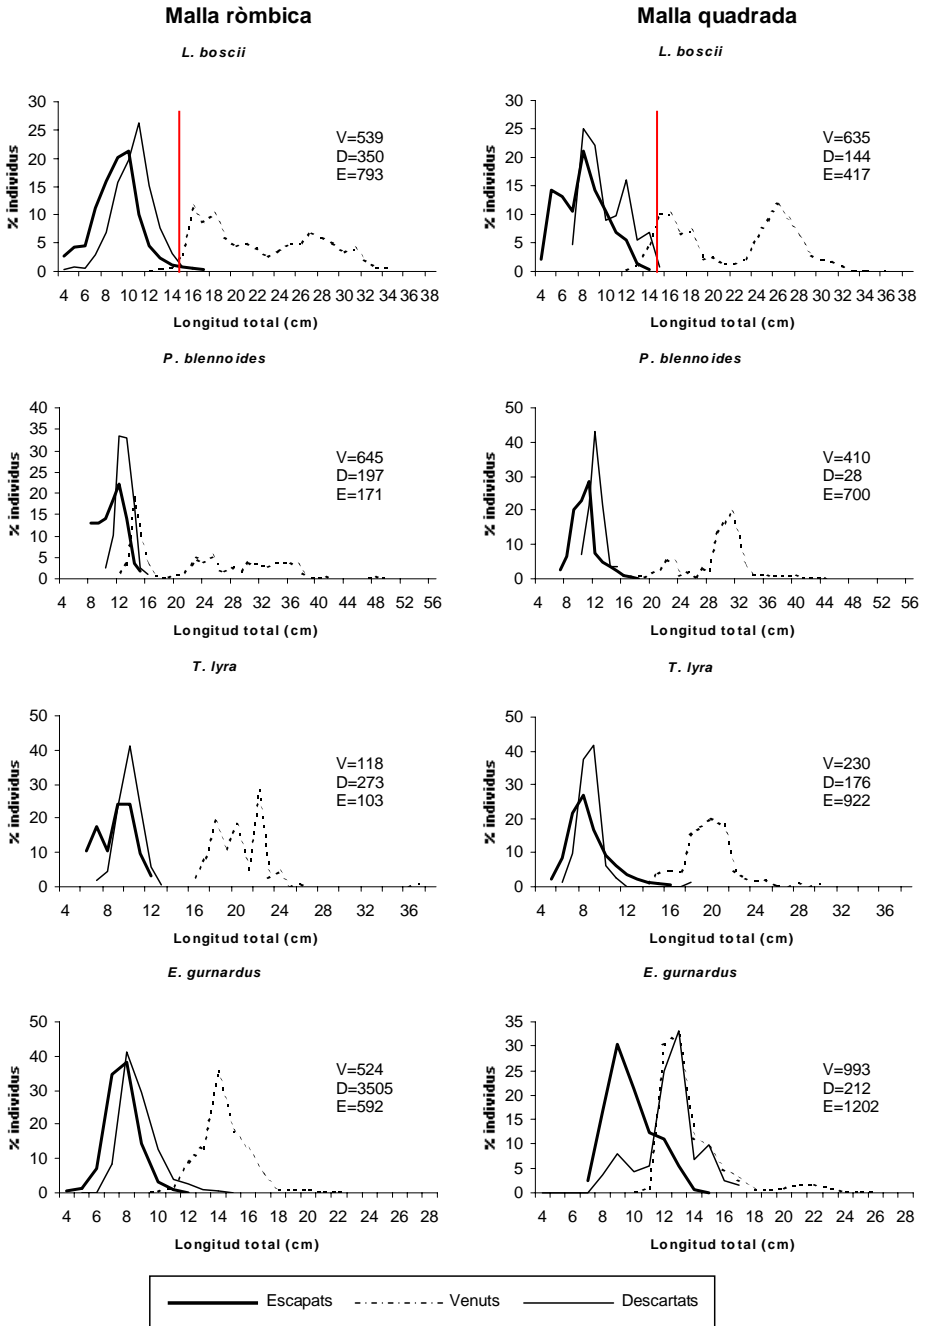 Malla ròmbica
Malla quadrada
L. boscii
L. boscii
% individus
30
25
20
15
10
5
0
V=539
D=350
E=793
4 6 8 10 12 14 16 18 20 22 24 26 28 30 32 34 36 38
Longitud total (cm)
% individus
30
25
20
15
10
5
0
V=635
D=144
E=417
4 6 8 10 12 14 16 18 20 22 24 26 28 30 32 34 36 38
Longitud total (cm)
P. blennoides
P. blennoides
% individus
40
35
30
25
20
15
10
5
0
V=645
D=197
E=171
4 8 12 16 20 24 28 32 36 40 44 48 52 56
Longitud total (cm)
% individus
50
40
30
20
10
0
V=410
D=28
E=700
4 8 12 16 20 24 28 32 36 40 44 48 52 56
Longitud total (cm)
T. lyra
T. lyra
% individus
50
40
30
20
10
0
V=118
D=273
E=103
4 8 12 16 20 24 28 32 36
Longitud total (cm)
% individus
50
40
30
20
10
0
V=230
D=176
E=922
4 8 12 16 20 24 28 32 36
Longitud total (cm)
E. gurnardus
E. gurnardus
% individus
50
40
30
20
10
0
V=524
D=3505
E=592
4 6 8 10 12 14 16 18 20 22 24 26 28
Longitud total (cm)
% individus
35
30
25
20
15
10
5
0
V=993
D=212
E=1202
4 6 8 10 12 14 16 18 20 22 24 26 28
Longitud total (cm)
Escapats
Venuts
Descartats